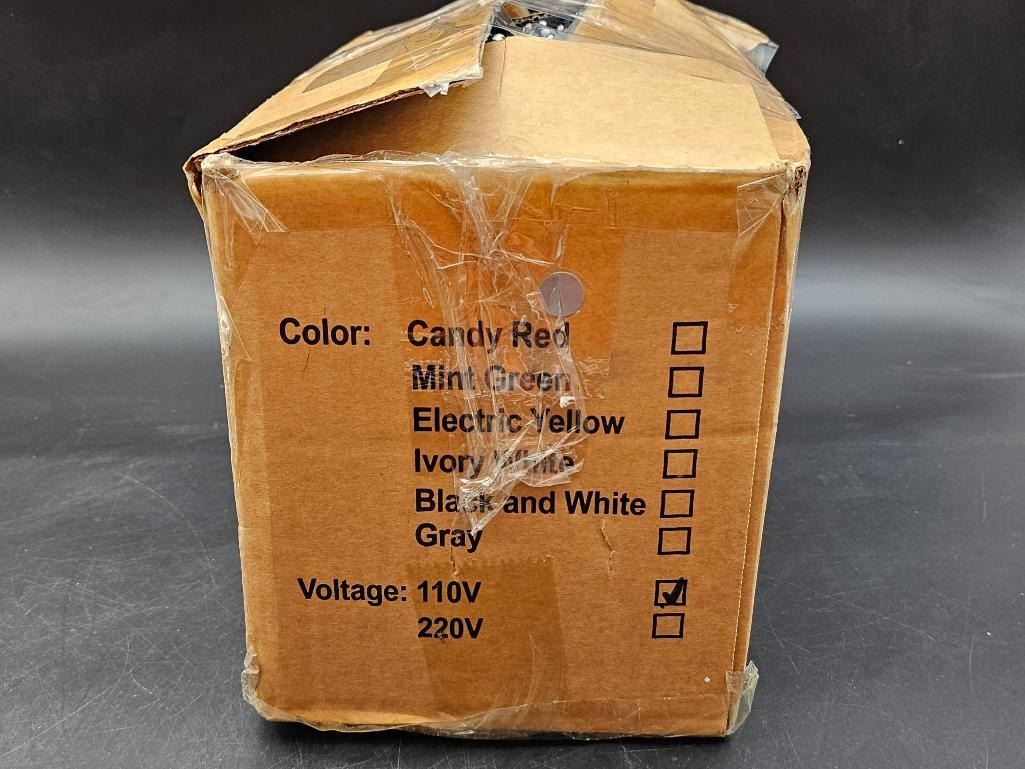 Color: Candy Red
Mint Green
Electric Yellow
Ivory White
Black and White
Gray
Voltage: 110V
220V